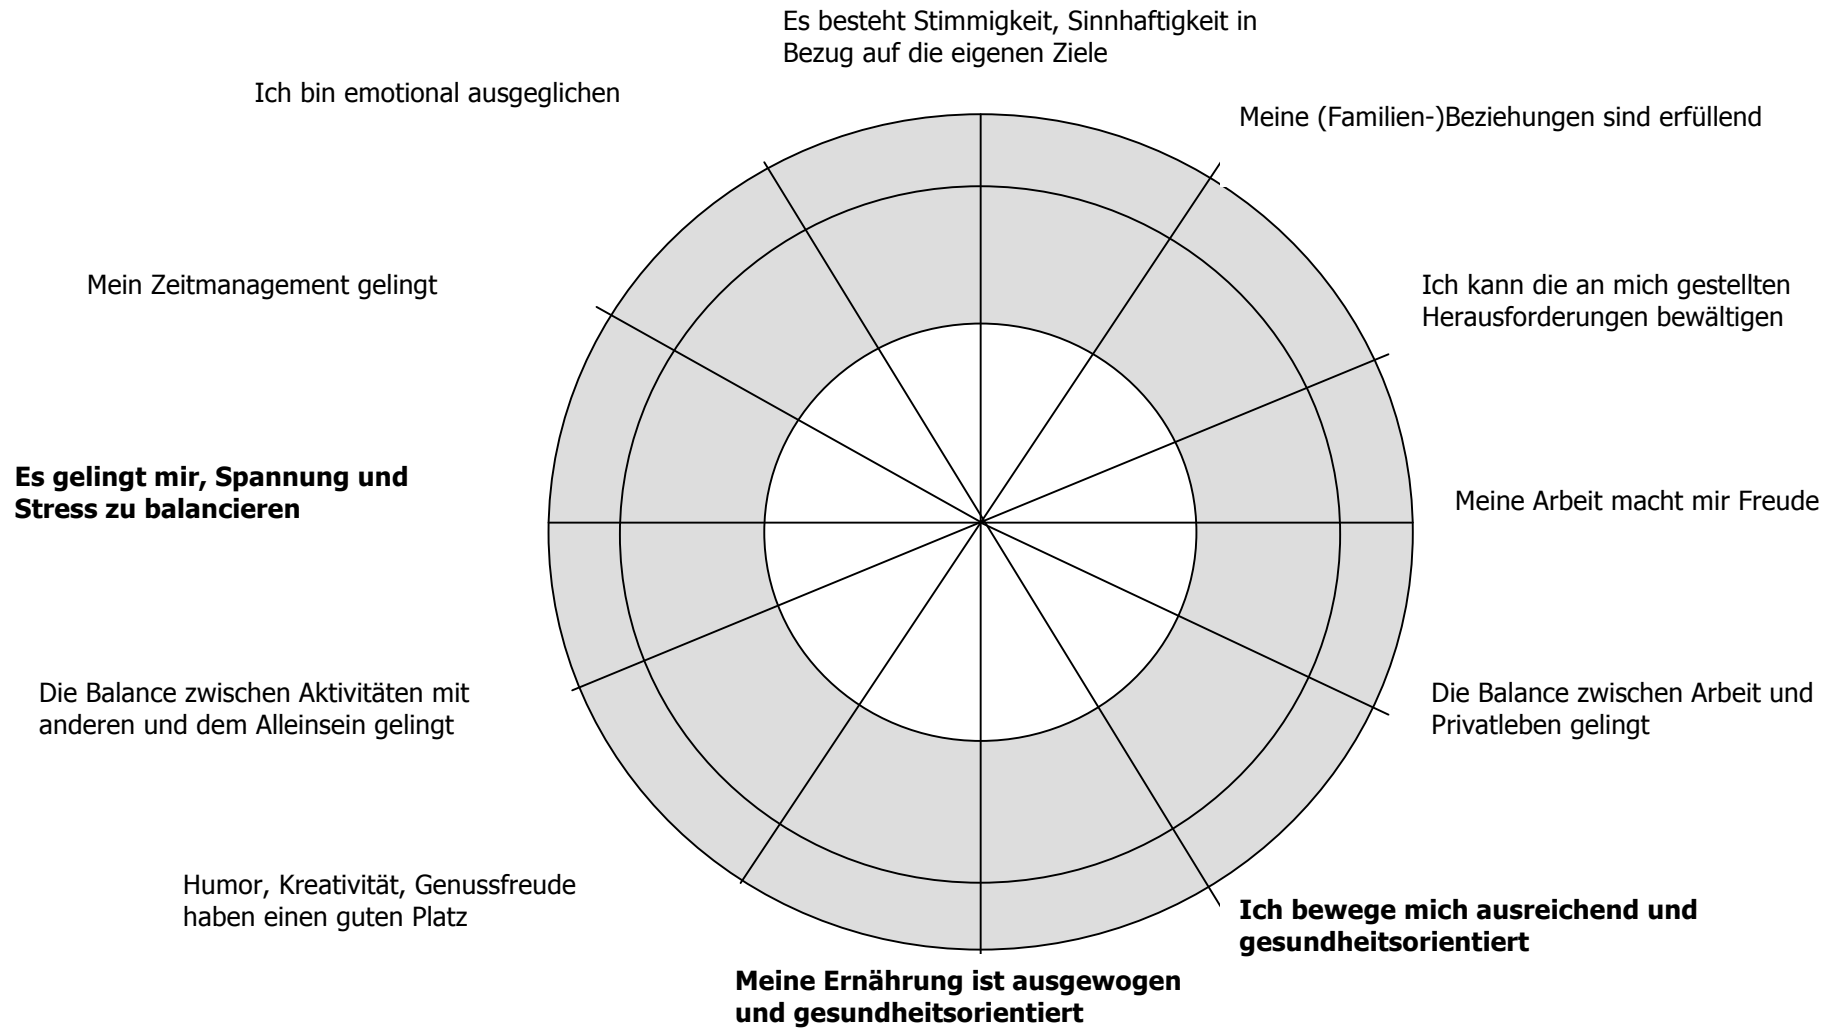 Es besteht Stimmigkeit, Sinnhaftigkeit in
Bezug auf die eigenen Ziele
Ich bin emotional ausgeglichen
Meine (Familien-)Beziehungen sind erfüllend
Mein Zeitmanagement gelingt
Ich kann die an mich gestellten
Herausforderungen bewältigen
Es gelingt mir, Spannung und
Stress zu balancieren
Meine Arbeit macht mir Freude
Die Balance zwischen Aktivitäten mit
anderen und dem Alleinsein gelingt
Die Balance zwischen Arbeit und
Privatleben gelingt
Humor, Kreativität, Genussfreude
haben einen guten Platz
Ich bewege mich ausreichend und
gesundheitsorientiert
Meine Ernährung ist ausgewogen
und gesundheitsorientiert